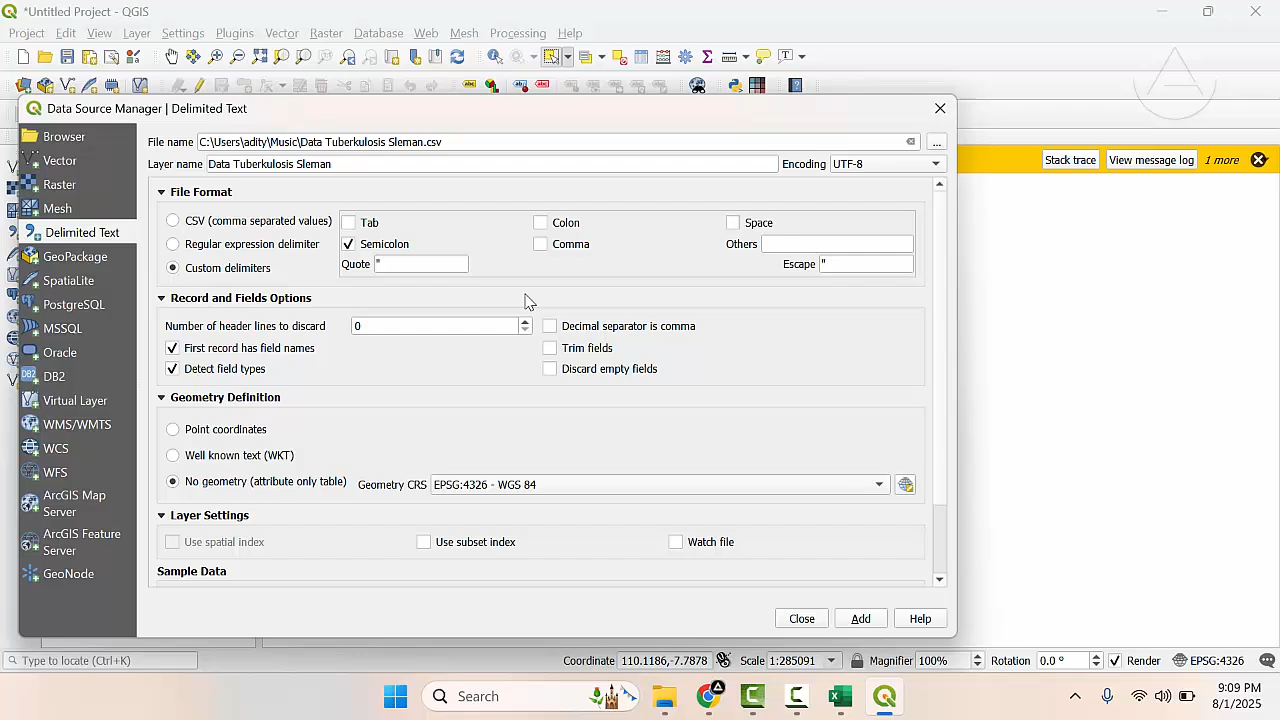 *Untitled Project — QGIS
Project Edit View Layer Settings Plugins Vector Raster Database Web Mesh Processing Help
Data Source Manager | Delimited Text
Browser
Vector
Raster
Mesh
Delimited Text
GeoPackage
SpatiaLite
PostgreSQL
MSSQL
Oracle
DB2
Virtual Layer
WMS/WMTS
WCS
WFS
ArcGIS Map
Server
ArcGIS Feature
Server
GeoNode
File name C:\Users\adity\Music\Data Tuberkulosis Sleman.csv ...
Layer name Data Tuberkulosis Sleman Encoding UTF-8
File Format
CSV (comma separated values) Tab Colon Space
Regular expression delimiter Semicolon Comma Others
Custom delimiters Quote " Escape "
Record and Fields Options
Number of header lines to discard 0 Decimal separator is comma
First record has field names Trim fields
Detect field types Discard empty fields
Geometry Definition
Point coordinates
Well known text (WKT)
No geometry (attribute only table) Geometry CRS EPSG:4326 - WGS 84
Layer Settings
Use spatial index Use subset index Watch file
Sample Data
Close Add Help
Stack trace View message log 1 more
Type to locate (Ctrl+K) Coordinate 110.1186,-7.7878 Scale 1:285091 Magnifier 100% Rotation 0.0 ° Render EPSG:4326
Search
9:09 PM
8/1/2025